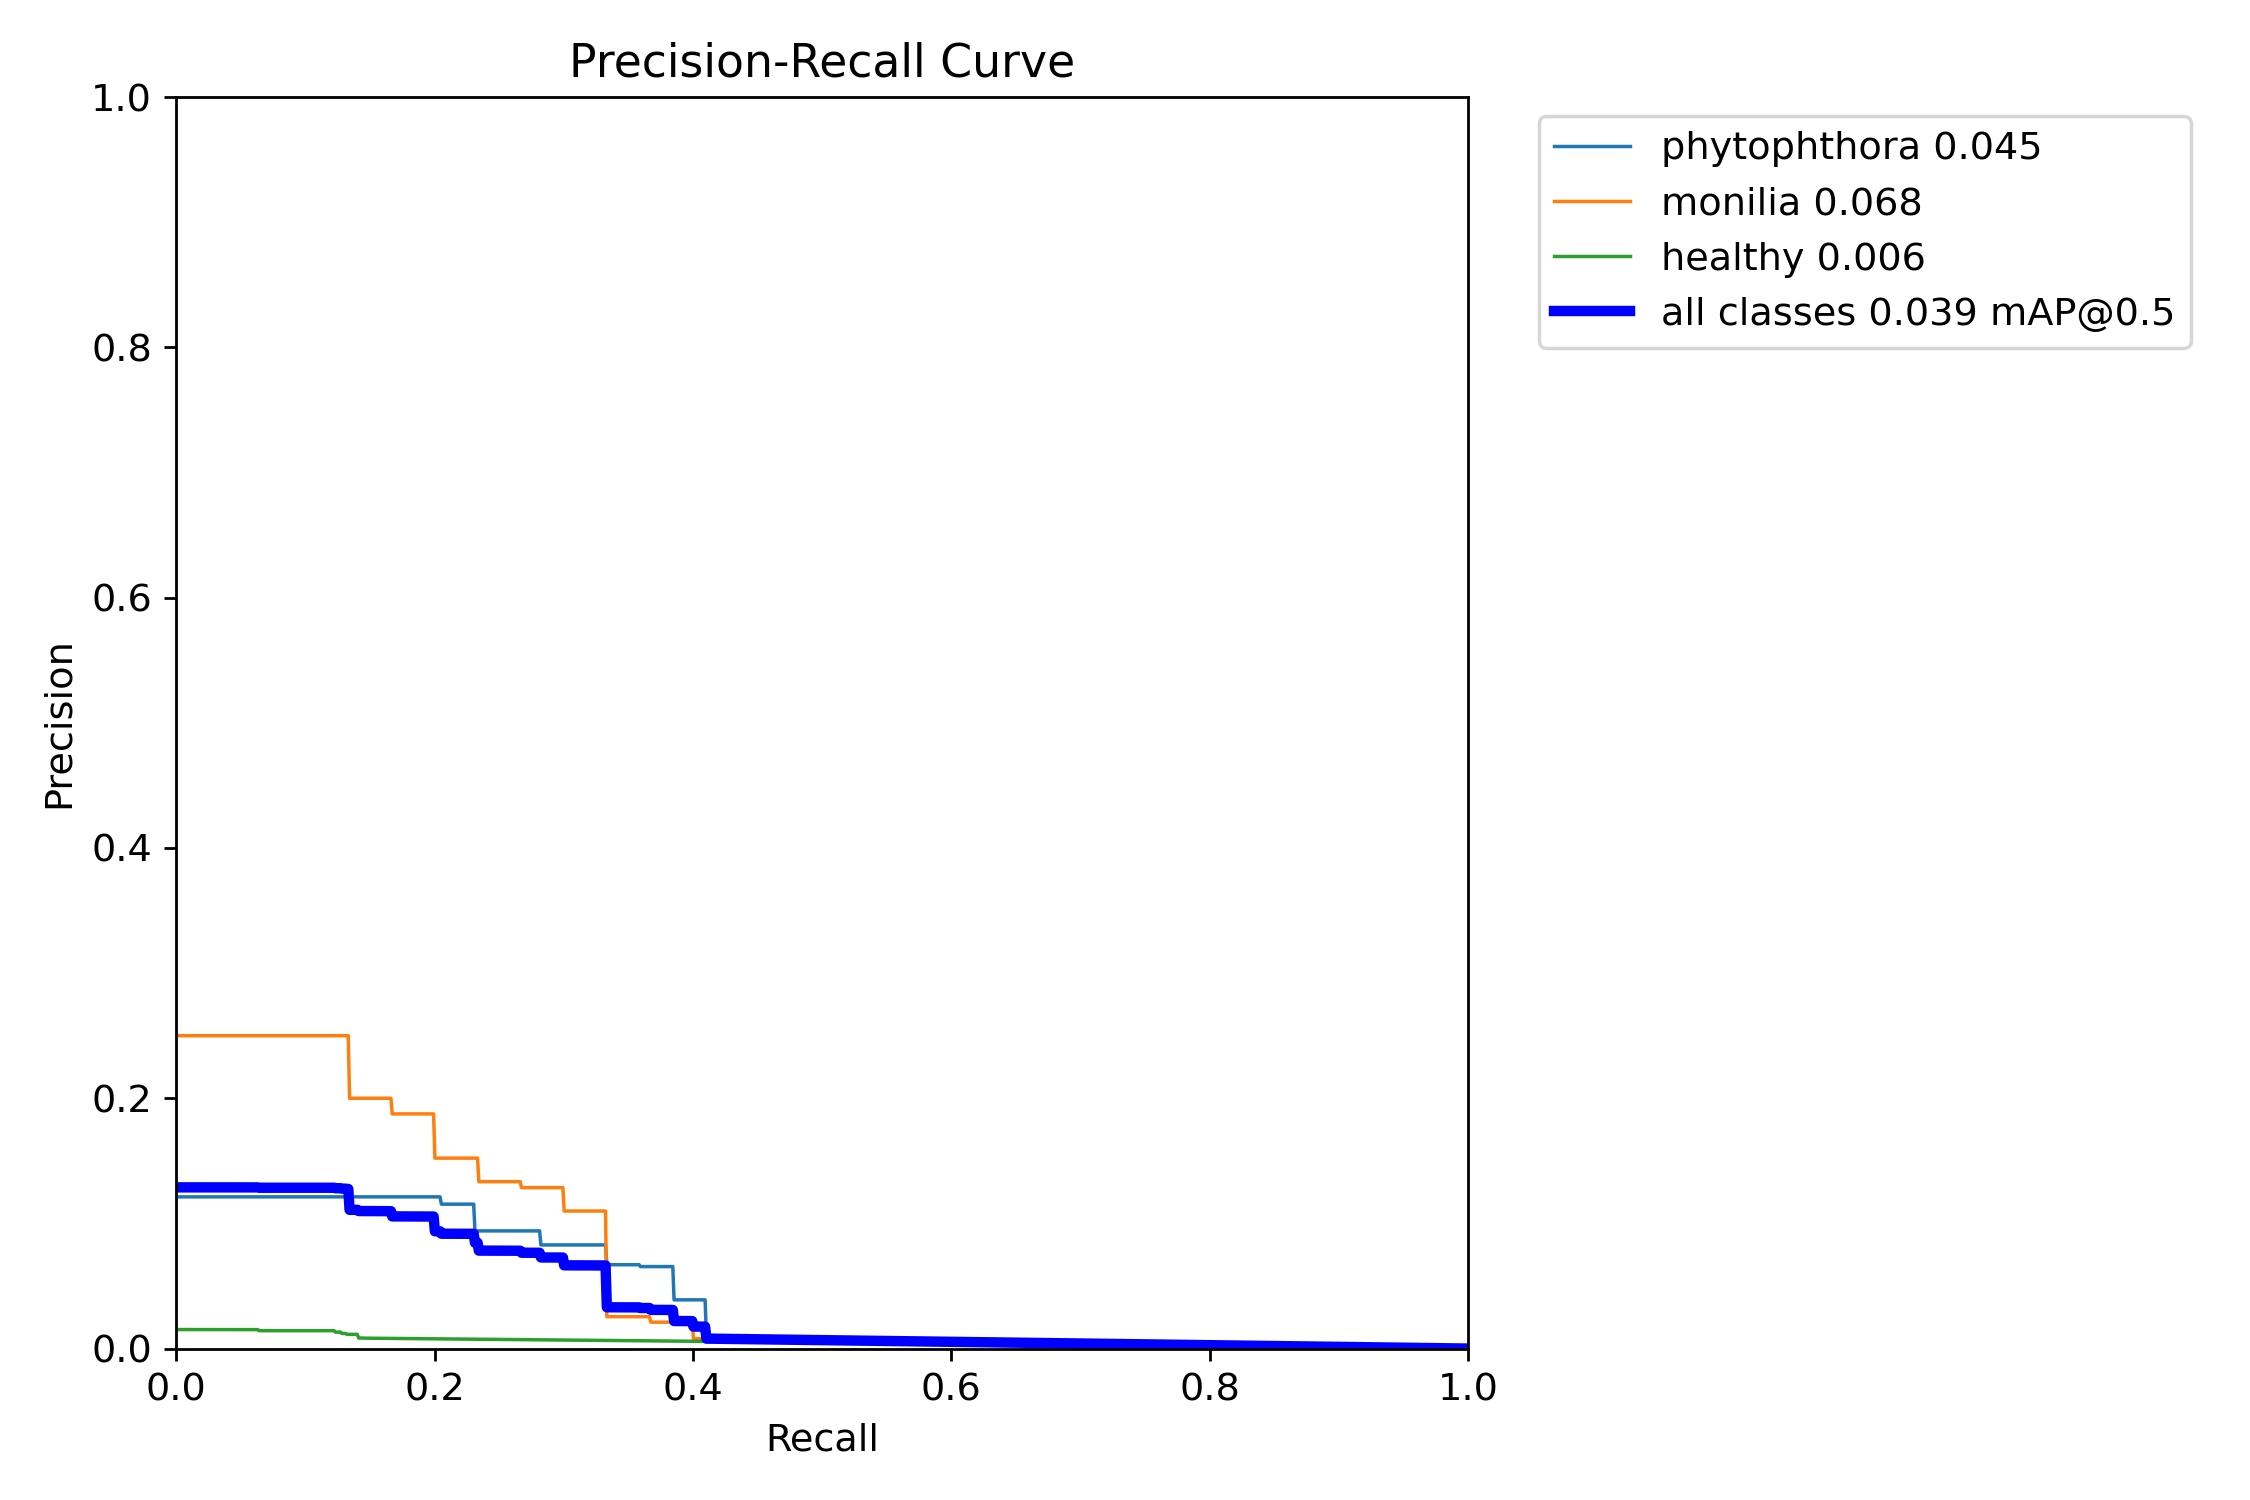 Precision-Recall Curve
1.0
0.8
0.6
0.4
0.2
0.0
Precision
0.0 0.2 0.4 0.6 0.8 1.0
Recall
phytophthora 0.045
monilia 0.068
healthy 0.006
all classes 0.039 mAP@0.5